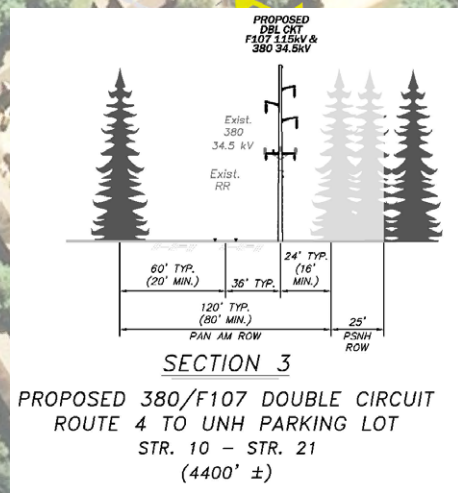 PROPOSED
DBL CKT
F107 115kV &
380 34.5kV
Exist.
380
34.5 kV
Exist.
RR
60' TYP.
(20' MIN.)
36' TYP.
24' TYP.
(16'
MIN.)
120' TYP.
(80' MIN.)
PAN AM ROW
25'
PSNH
ROW
SECTION 3
PROPOSED 380/F107 DOUBLE CIRCUIT
ROUTE 4 TO UNH PARKING LOT
STR. 10 – STR. 21
(4400' ±)